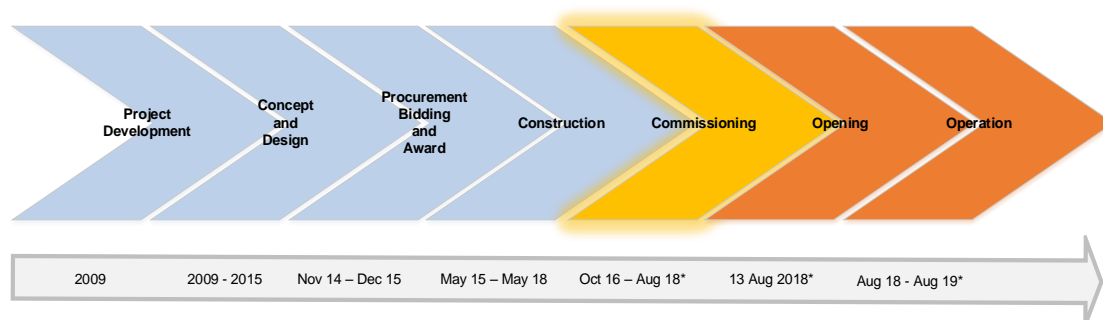 Project
Development
Concept
and
Design
Procurement
Bidding
and
Award
Construction
Commissioning
Opening
Operation
2009
2009 - 2015
Nov 14 – Dec 15
May 15 – May 18
Oct 16 – Aug 18*
13 Aug 2018*
Aug 18 - Aug 19*